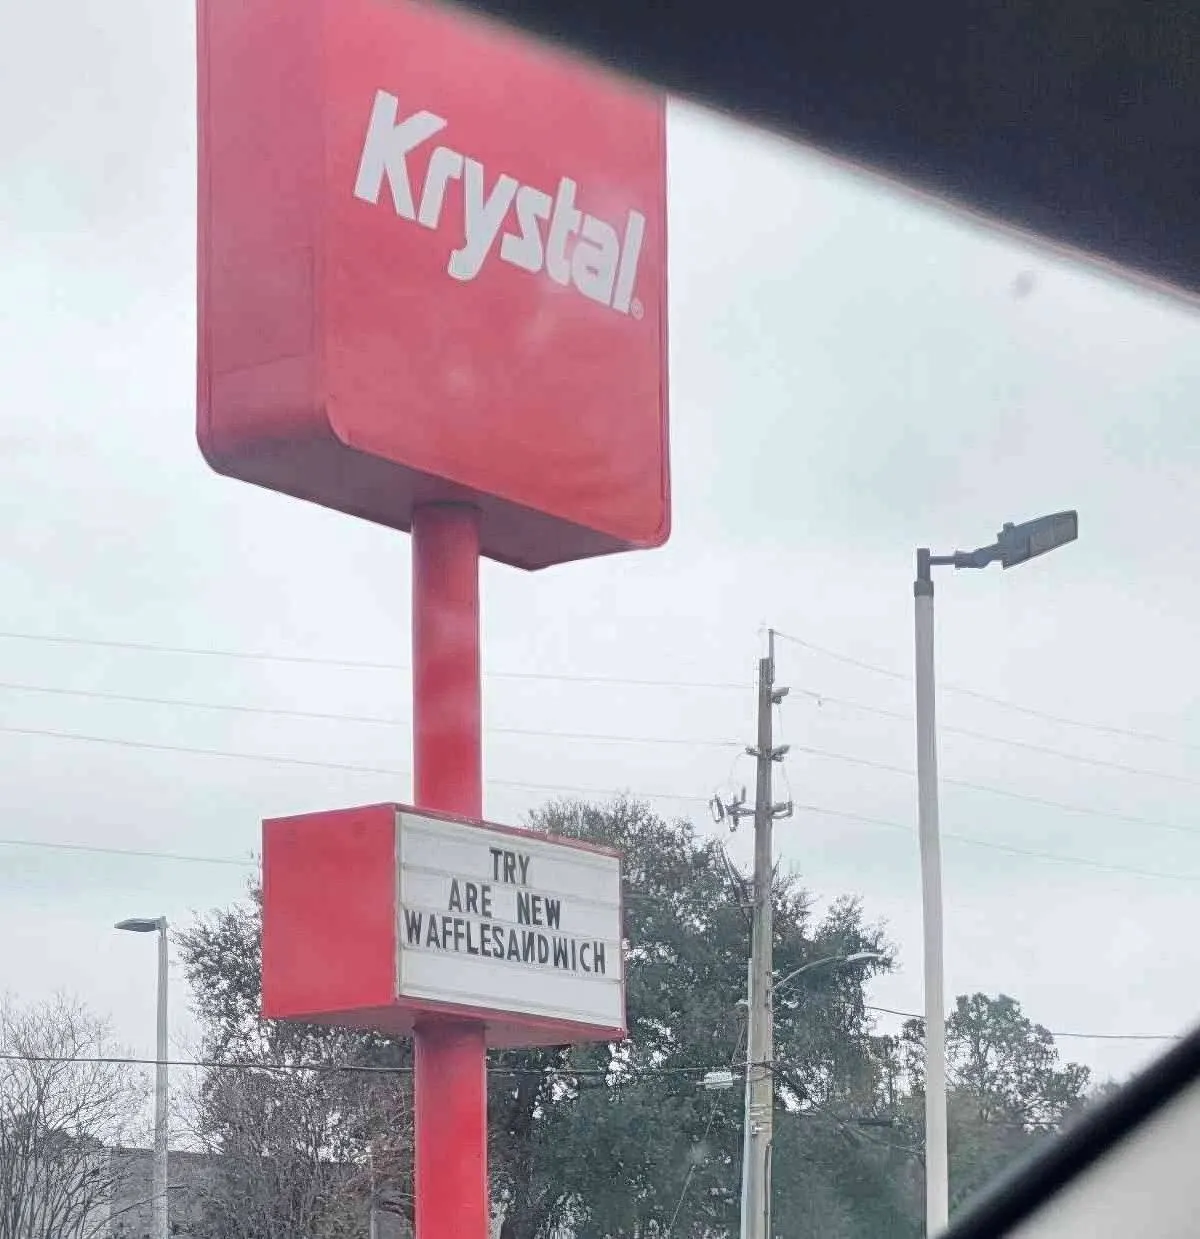 Krystal®
TRY
ARE NEW
WAFFLESANDWICH